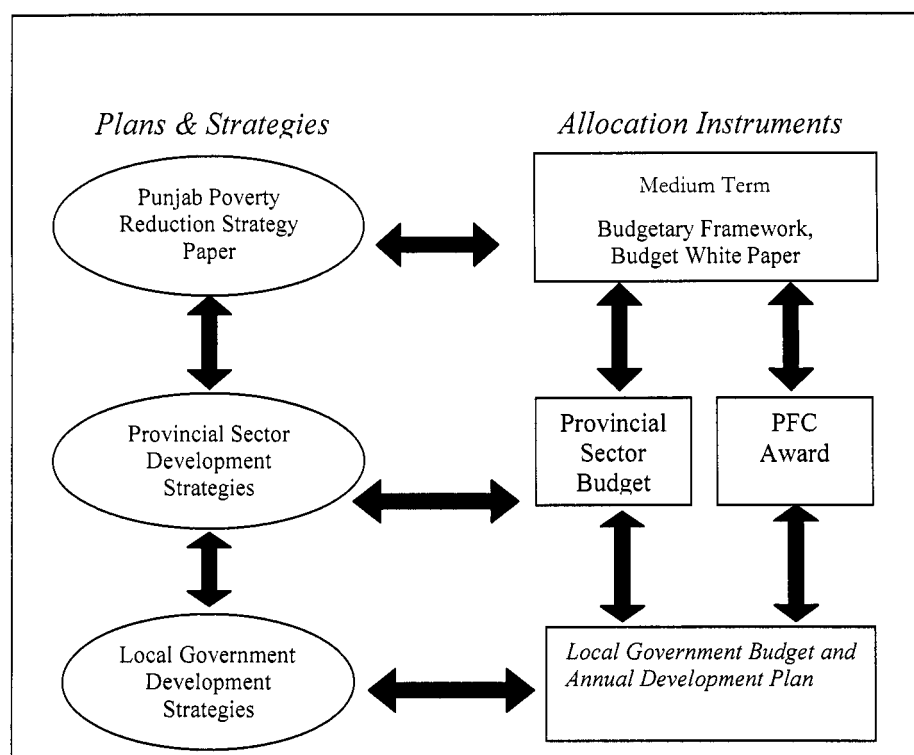 Plans & Strategies
Allocation Instruments
Punjab Poverty
Reduction Strategy
Paper
Medium Term
Budgetary Framework,
Budget White Paper
Provincial Sector
Development
Strategies
Provincial
Sector
Budget
PFC
Award
Local Government
Development
Strategies
Local Government Budget and
Annual Development Plan